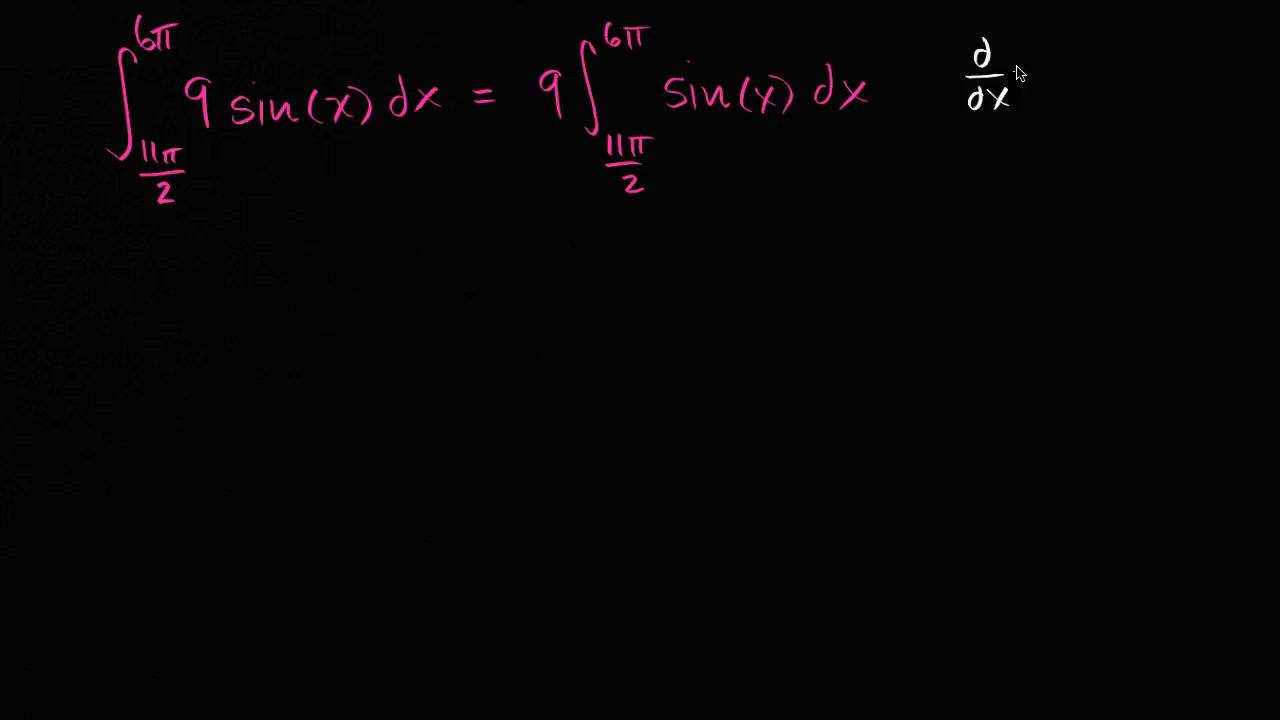 ∫_{11π/2}^{6π} 9 sin(x) dx = 9 ∫_{11π/2}^{6π} sin(x) dx
d/dx